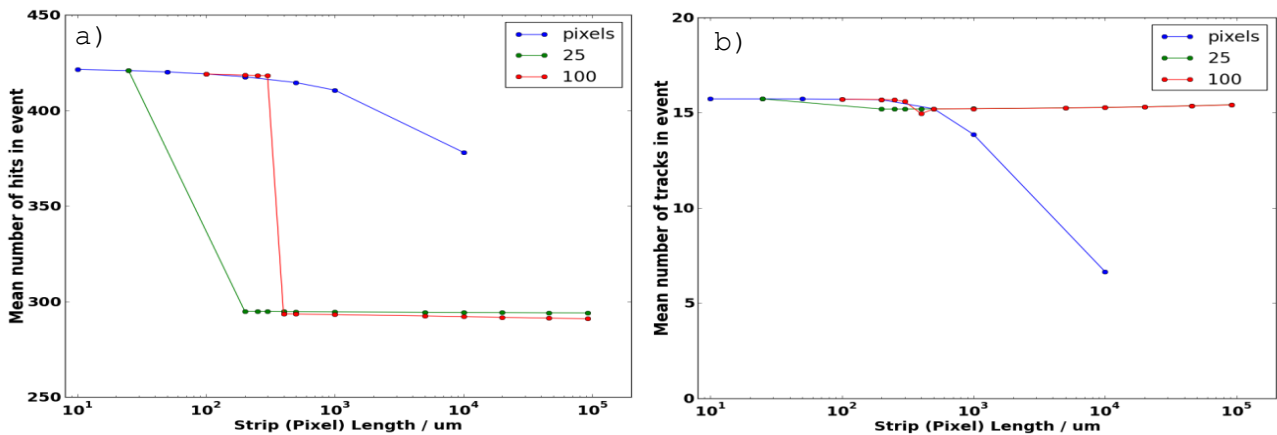 a)
Mean number of hits in event
450
400
350
300
250
10¹ 10² 10³ 10⁴ 10⁵
Strip (Pixel) Length / um
pixels
25
100
b)
Mean number of tracks in event
20
15
10
5
0
10¹ 10² 10³ 10⁴ 10⁵
Strip (Pixel) Length / um
pixels
25
100